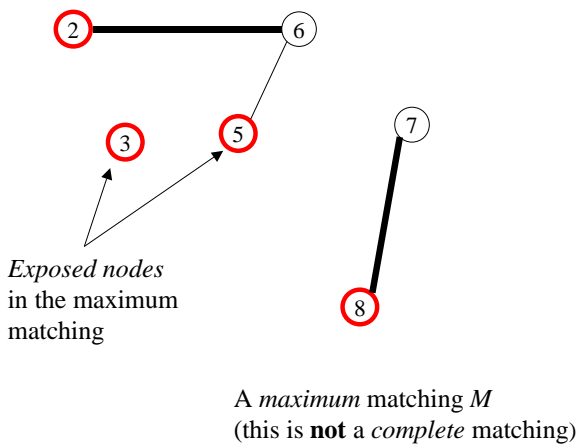 2
6
3
5
7
Exposed nodes
in the maximum
matching
8
A maximum matching M
(this is not a complete matching)